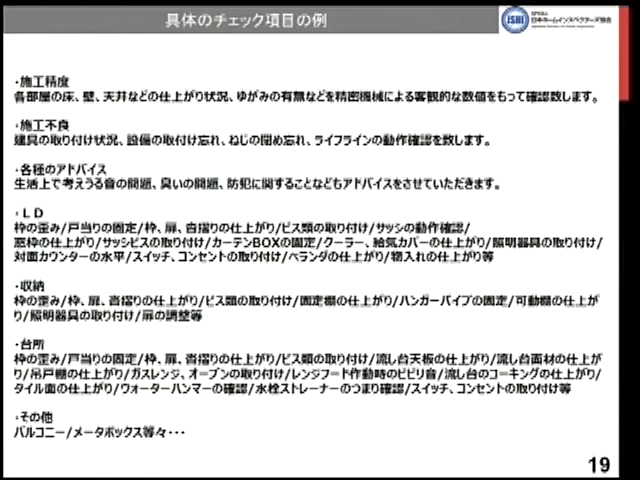 具体のチェック項目の例
JSHI
日本ホームインスペクターズ協会
・施工精度
各部屋の床、壁、天井などの仕上がり状況、ゆがみの有無などを精密機械による客観的な数値をもって確認致します。
・施工不良
建具の取り付け状況、設備の取付け忘れ、ねじの閉め忘れ、ライフラインの動作確認を致します。
・各種のアドバイス
生活上で考えうる音の問題、臭いの問題、防犯に関することなどもアドバイスをさせていただきます。
・LD
枠の歪み/戸当りの固定/枠、扉、沓摺りの仕上がり/ビス類の取り付け/サッシの動作確認/
窓枠の仕上がり/サッシビスの取り付け/カーテンBOXの固定/クーラー、給気カバーの仕上がり/照明器具の取り付け/
対面カウンターの水平/スイッチ、コンセントの取り付け/ベランダの仕上がり/物入れの仕上がり等
・収納
枠の歪み/枠、扉、沓摺りの仕上がり/ビス類の取り付け/固定棚の仕上がり/ハンガーパイプの固定/可動棚の仕上が
り/照明器具の取り付け/扉の調整等
・台所
枠の歪み/戸当りの固定/枠、扉、沓摺りの仕上がり/ビス類の取り付け/流し台天板の仕上がり/流し台面材の仕上が
り/吊戸棚の仕上がり/ガスレンジ、オーブンの取り付け/レンジフード作動時のビビリ音/流し台のコーキングの仕上がり/
タイル面の仕上がり/ウォーターハンマーの確認/水栓ストレーナーのつまり確認/スイッチ、コンセントの取り付け等
・その他
バルコニー/メータボックス等々・・・
19